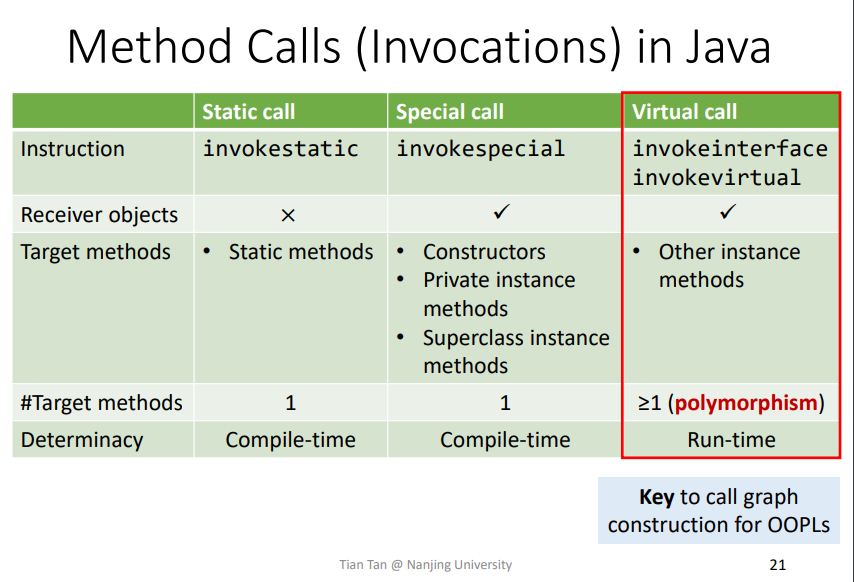 Method Calls (Invocations) in Java
Static call Special call Virtual call
Instruction invokestatic invokespecial invokeinterface
invokevirtual
Receiver objects × ✓ ✓
Target methods • Static methods • Constructors • Other instance
• Private instance methods
methods
• Superclass instance
methods
#Target methods 1 1 ≥1 (polymorphism)
Determinacy Compile-time Compile-time Run-time
Key to call graph
construction for OOPLs
Tian Tan @ Nanjing University
21